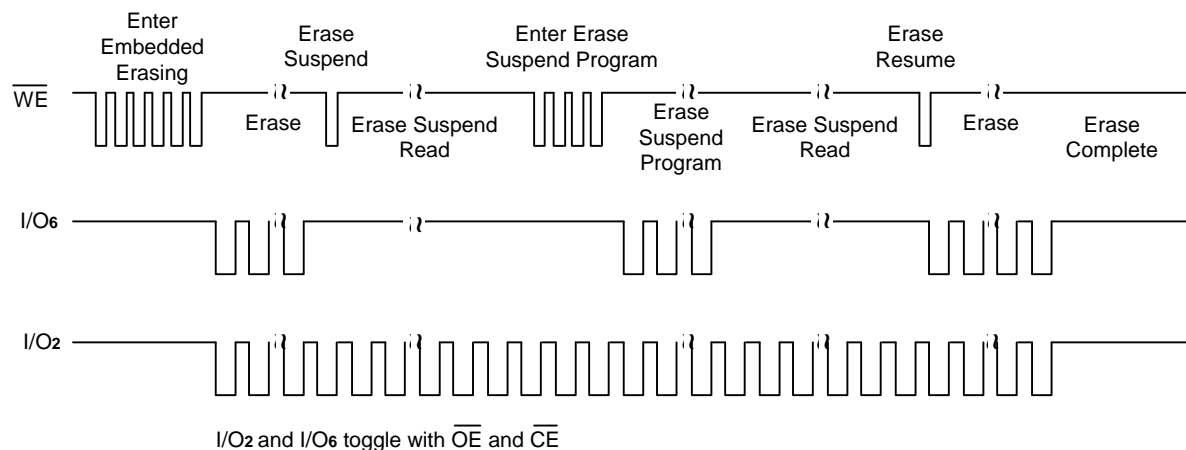 Enter
Embedded
Erasing
Erase
Suspend
Enter Erase
Suspend Program
Erase
Resume
WE
Erase
Erase Suspend
Read
Erase
Suspend
Program
Erase Suspend
Read
Erase
Erase
Complete
I/O6
I/O2
I/O2 and I/O6 toggle with OE and CE